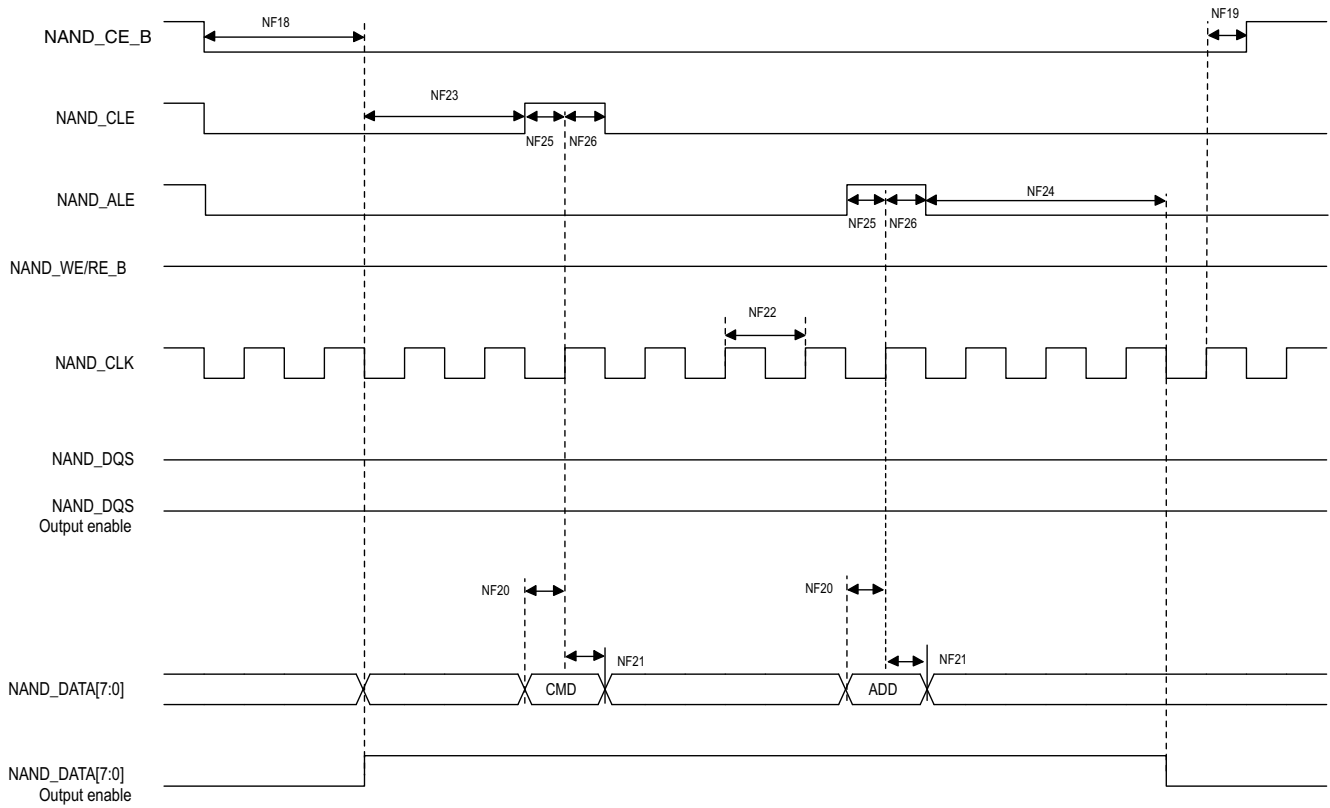 NF18
NF19
NAND_CE_B
NF23
NAND_CLE
NF25
NF26
NAND_ALE
NF24
NF25
NF26
NAND_WE/RE_B
NF22
NAND_CLK
NAND_DQS
NAND_DQS
Output enable
NF20
NF20
NF21
NF21
NAND_DATA[7:0]
CMD
ADD
NAND_DATA[7:0]
Output enable